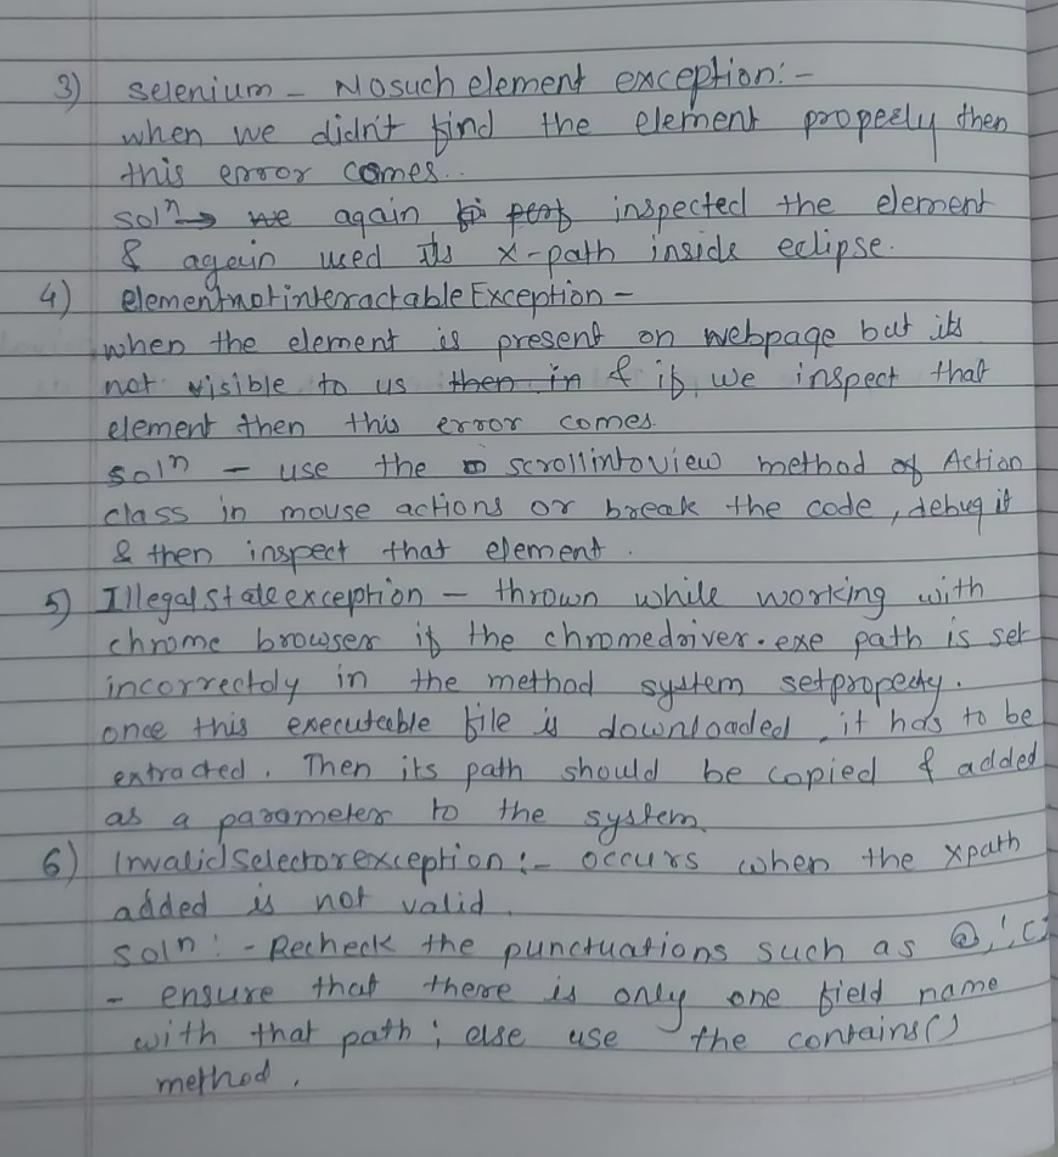 3) selenium - Nosuch element exception:-
when we didn't find the element properly then
this error comes..
solⁿ→ we again inspected the element
& again used its x-path inside eclipse.
4) elementnotinteractableException -
when the element is present on webpage but its
not visible to us then in & if, we inspect that
element then this error comes.
solⁿ - use the scrollintoview method of Action
class in mouse actions or break the code, debug it
& then inspect that element.
5) Illegalstateexception - thrown while working with
chrome browser if the chromedriver.exe path is set
incorrectoly in the method system setproperty.
once this executeable file is downloaded, it has to be
extracted. Then its path should be copied & added
as a parameter to the system.
6) Invalidselectorexception:- occurs when the xpath
added is not valid.
soln:- Recheck the punctuations such as @, ', []
- ensure that there is only one field name
with that path; else use the contains()
method.